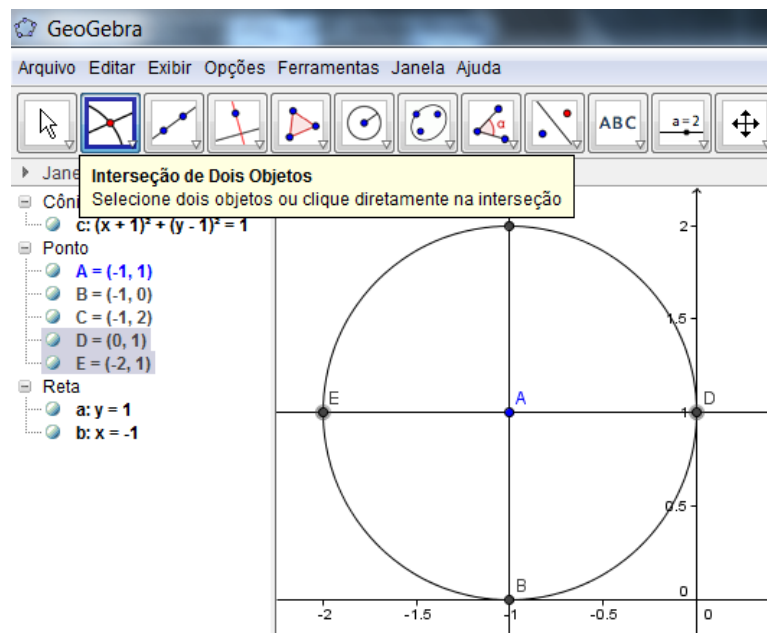 GeoGebra
Arquivo Editar Exibir Opções Ferramentas Janela Ajuda
α
ABC
a=2
Jane
Interseção de Dois Objetos
Selecione dois objetos ou clique diretamente na interseção
Côni
c: (x + 1)² + (y - 1)² = 1
Ponto
A = (-1, 1)
B = (-1, 0)
C = (-1, 2)
D = (0, 1)
E = (-2, 1)
Reta
a: y = 1
b: x = -1
2
1.5
E
A
D
1
0.5
B
0
-2 -1.5 -1 -0.5 0